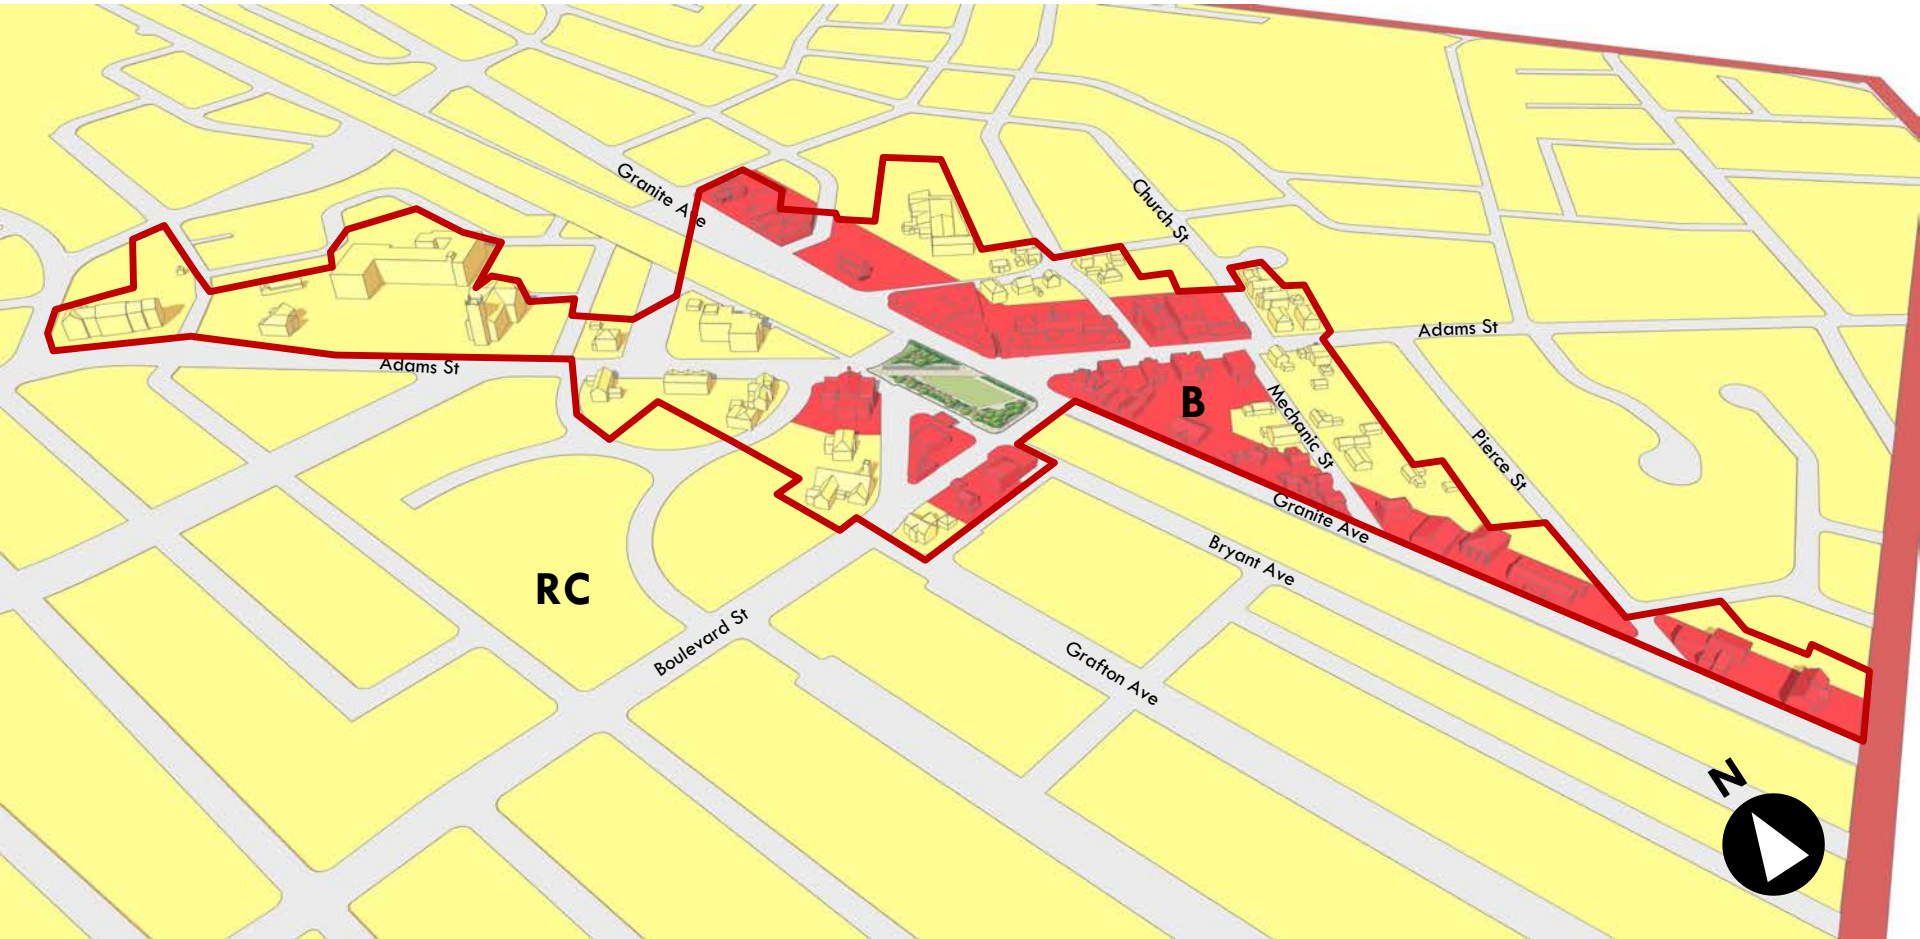 Granite Ave
Church St
Adams St
Adams St
B
Mechanic St
Pierce St
Granite Ave
Bryant Ave
RC
Boulevard St
Grafton Ave
N